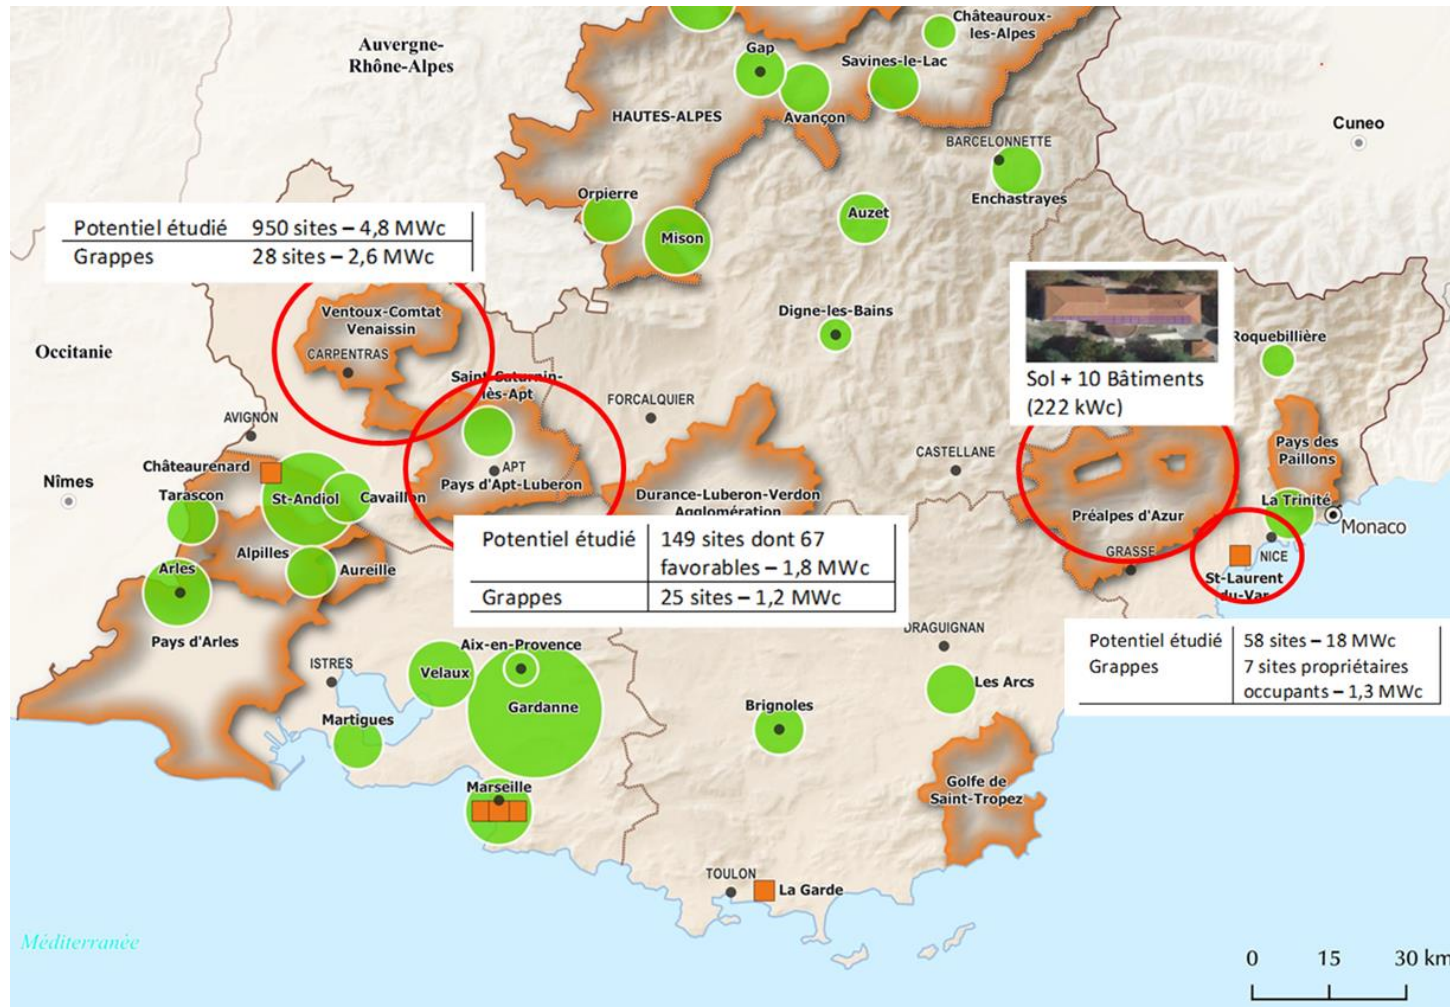 Châteauroux-
les-Alpes
Auvergne-
Rhône-Alpes
Gap
Savines-le-Lac
HAUTES-ALPES
Avançon
Cuneo
BARCELONNETTE
Enchastrayes
Orpierre
Auzet
Mison
Potentiel étudié 950 sites – 4,8 MWc
Grappes 28 sites – 2,6 MWc
Ventoux-Comtat
Venaissin
CARPENTRAS
Occitanie
Digne-les-Bains
Roquebillière
Sol + 10 Bâtiments
(222 kWc)
Saint-Saturnin-
lès-Apt
FORCALQUIER
AVIGNON
CASTELLANE
Pays des
Paillons
Châteaurenard
APT
Pays d'Apt-Luberon
Nîmes
Tarascon
St-Andiol
Cavaillon
Durance-Luberon-Verdon
Agglomération
Préalpes d'Azur
La Trinité
Monaco
Alpilles
Aureille
Arles
Potentiel étudié 149 sites dont 67
favorables – 1,8 MWc
Grappes 25 sites – 1,2 MWc
GRASSE
NICE
St-Laurent
du-Var
Pays d'Arles
ISTRES
Aix-en-Provence
Velaux
Gardanne
DRAGUIGNAN
Les Arcs
Potentiel étudié 58 sites – 18 MWc
Grappes 7 sites propriétaires
occupants – 1,3 MWc
Martigues
Brignoles
Marseille
Golfe de
Saint-Tropez
TOULON
La Garde
Méditerranée
0 15 30 km